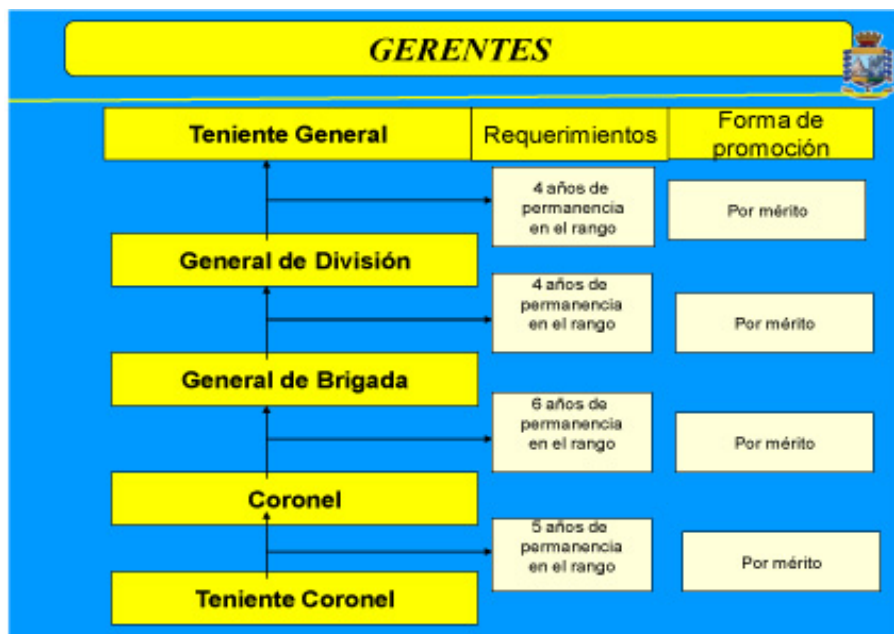 GERENTES
Teniente General
Requerimientos
Forma de
promoción
4 años de
permanencia
en el rango
Por mérito
General de División
4 años de
permanencia
en el rango
Por mérito
General de Brigada
6 años de
permanencia
en el rango
Por mérito
Coronel
5 años de
permanencia
en el rango
Por mérito
Teniente Coronel